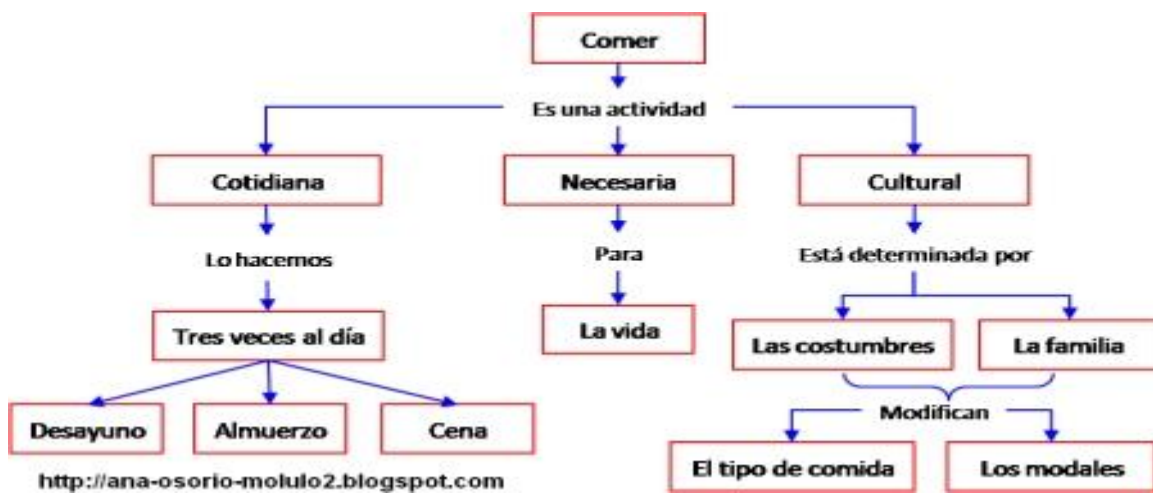 Comer
Es una actividad
Cotidiana
Necesaria
Cultural
Lo hacemos
Para
Está determinada por
Tres veces al día
La vida
Las costumbres
La familia
Desayuno
Almuerzo
Cena
Modifican
El tipo de comida
Los modales
http://ana-osorio-molulo2.blogspot.com